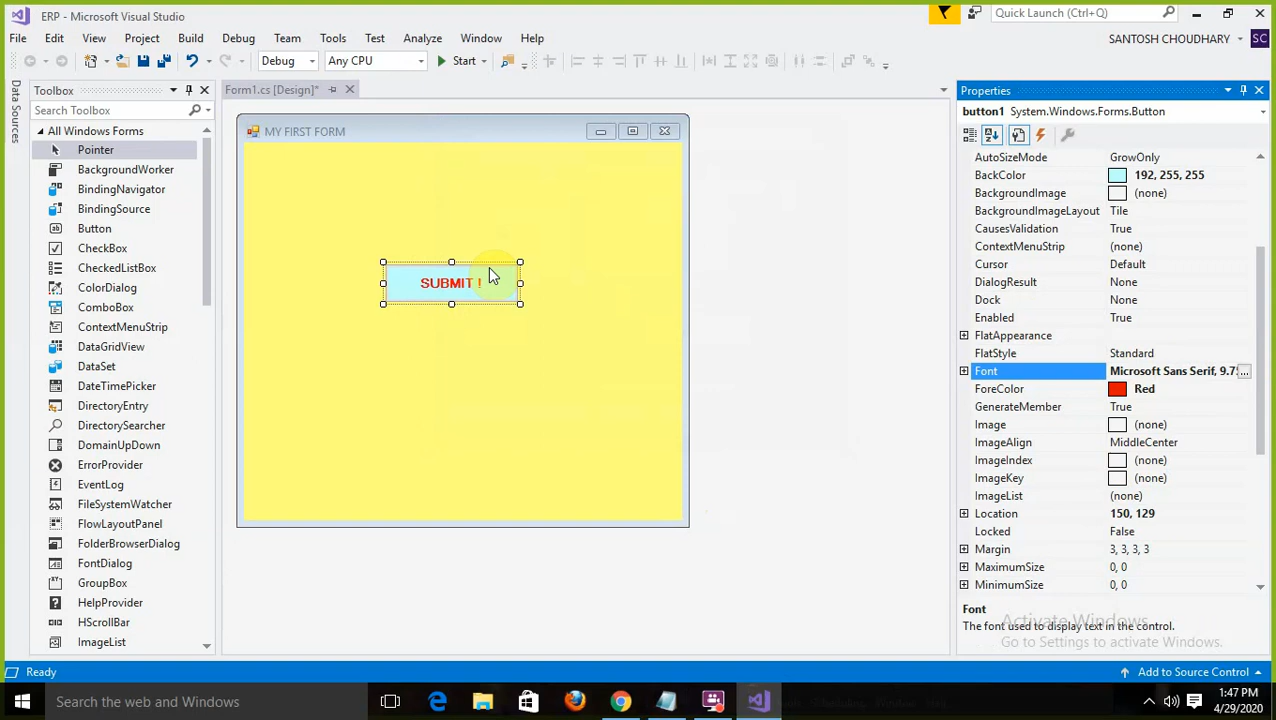 ERP - Microsoft Visual Studio
Quick Launch (Ctrl+Q)
File Edit View Project Build Debug Team Tools Test Analyze Window Help
SANTOSH CHOUDHARY SC
Debug Any CPU Start
Data Sources
Toolbox
Search Toolbox
All Windows Forms
Pointer
BackgroundWorker
BindingNavigator
BindingSource
Button
CheckBox
CheckedListBox
ColorDialog
ComboBox
ContextMenuStrip
DataGridView
DataSet
DateTimePicker
DirectoryEntry
DirectorySearcher
DomainUpDown
ErrorProvider
EventLog
FileSystemWatcher
FlowLayoutPanel
FolderBrowserDialog
FontDialog
GroupBox
HelpProvider
HScrollBar
ImageList
Form1.cs [Design]*
MY FIRST FORM
SUBMIT !
Properties
button1 System.Windows.Forms.Button
AutoSizeMode GrowOnly
BackColor 192, 255, 255
BackgroundImage (none)
BackgroundImageLayout Tile
CausesValidation True
ContextMenuStrip (none)
Cursor Default
DialogResult None
Dock None
Enabled True
FlatAppearance
FlatStyle Standard
Font Microsoft Sans Serif, 9.7 ...
ForeColor Red
GenerateMember True
Image (none)
ImageAlign MiddleCenter
ImageIndex (none)
ImageKey (none)
ImageList (none)
Location 150, 129
Locked False
Margin 3, 3, 3, 3
MaximumSize 0, 0
MinimumSize 0, 0
Font
The font used to display text in the control.
Activate Windows
Go to Settings to activate Windows.
Ready
Add to Source Control
Search the web and Windows
1:47 PM
4/29/2020